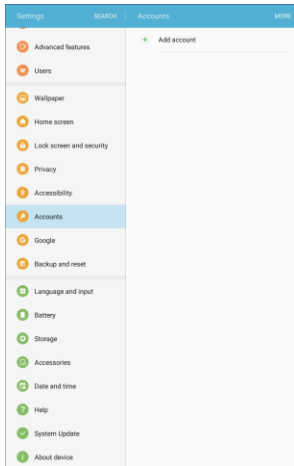 Settings
SEARCH
Accounts
MORE
Advanced features
Users
Wallpaper
Home screen
Lock screen and security
Privacy
Accessibility
Accounts
Google
Backup and reset
Language and input
Battery
Storage
Accessories
Date and time
Help
System Update
About device
Add account